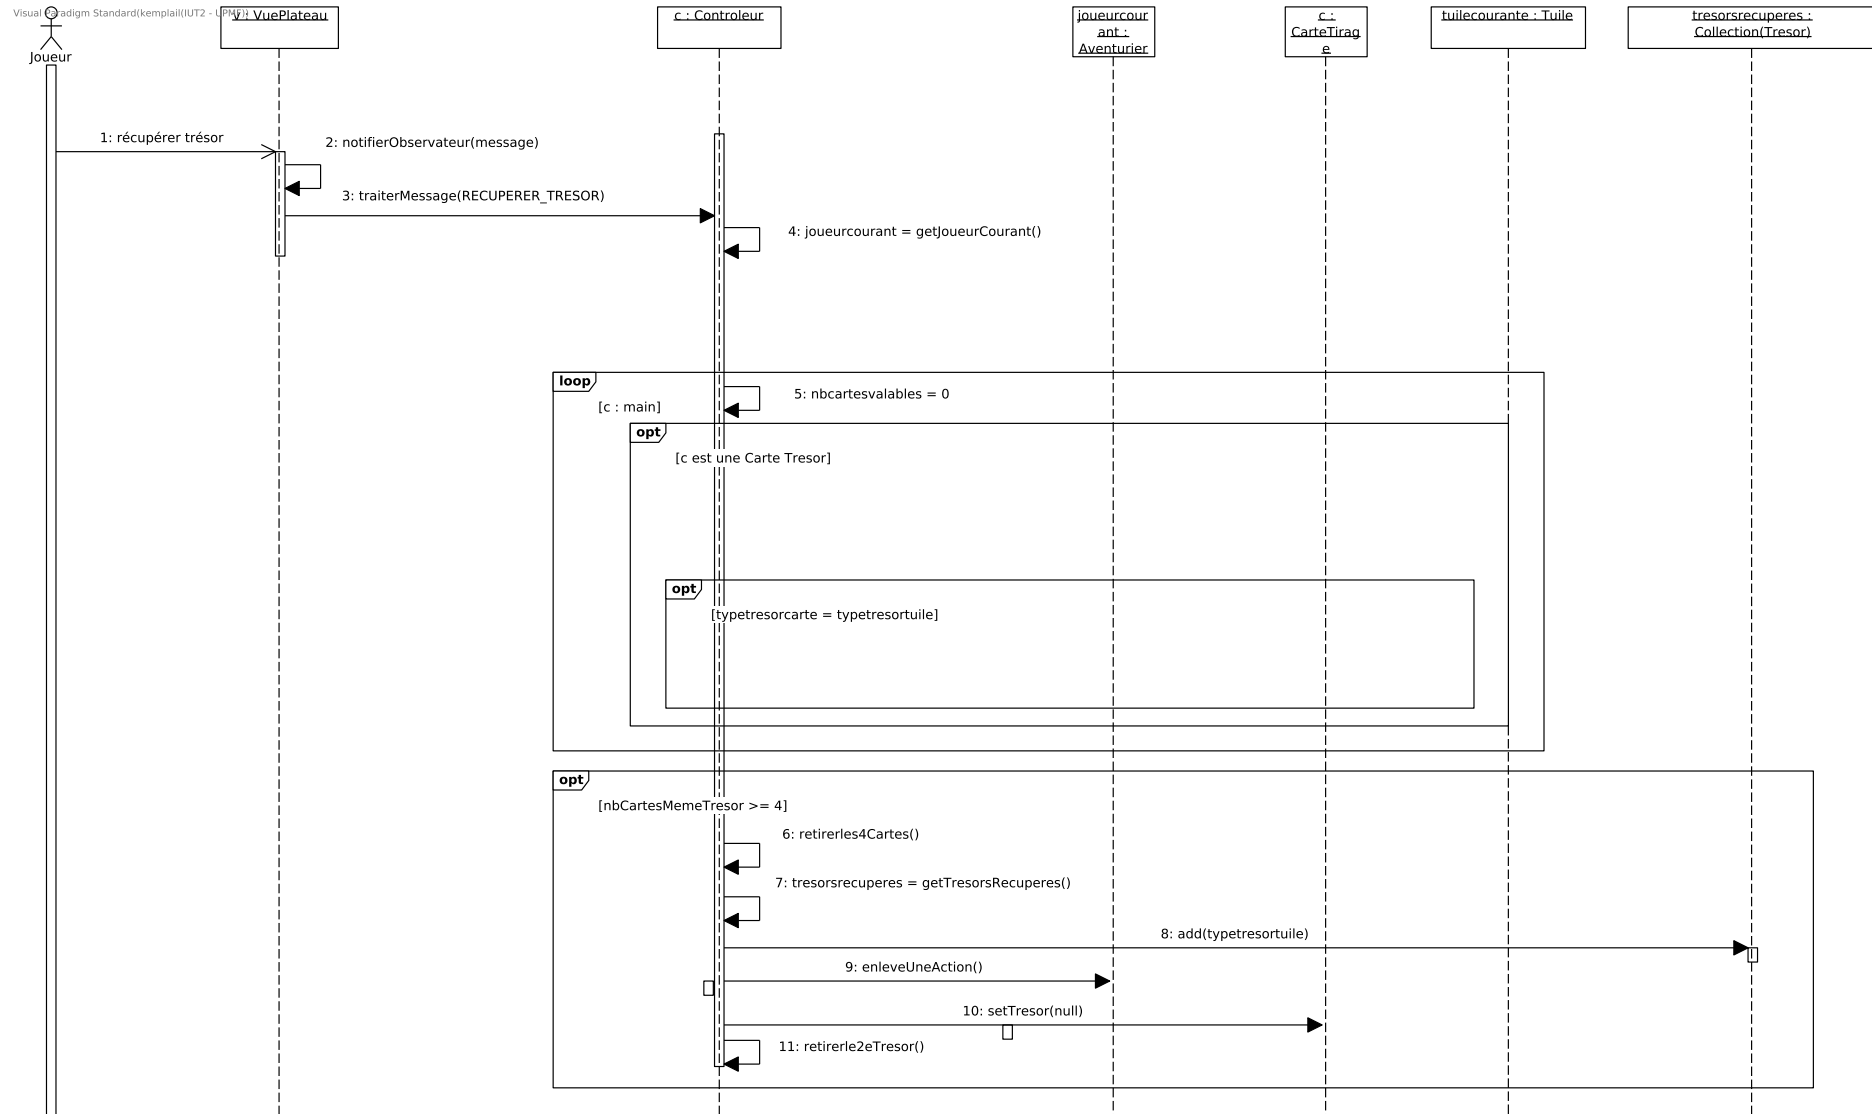 Visual Paradigm Standard(kemplail(IUT2 - UPMF))
Joueur
v : VuePlateau
c : Controleur
joueurcour
ant :
Aventurier
c :
CarteTirag
e
tuilecourante : Tuile
tresorsrecuperes :
Collection(Tresor)
1: récupérer trésor
2: notifierObservateur(message)
3: traiterMessage(RECUPERER_TRESOR)
4: joueurcourant = getJoueurCourant()
loop
[c : main]
5: nbcartesvalables = 0
opt
[c est une Carte Tresor]
opt
[typetresorcarte = typetresortuile]
opt
[nbCartesMemeTresor >= 4]
6: retirerles4Cartes()
7: tresorsrecuperes = getTresorsRecuperes()
8: add(typetresortuile)
9: enleveUneAction()
10: setTresor(null)
11: retirerle2eTresor()